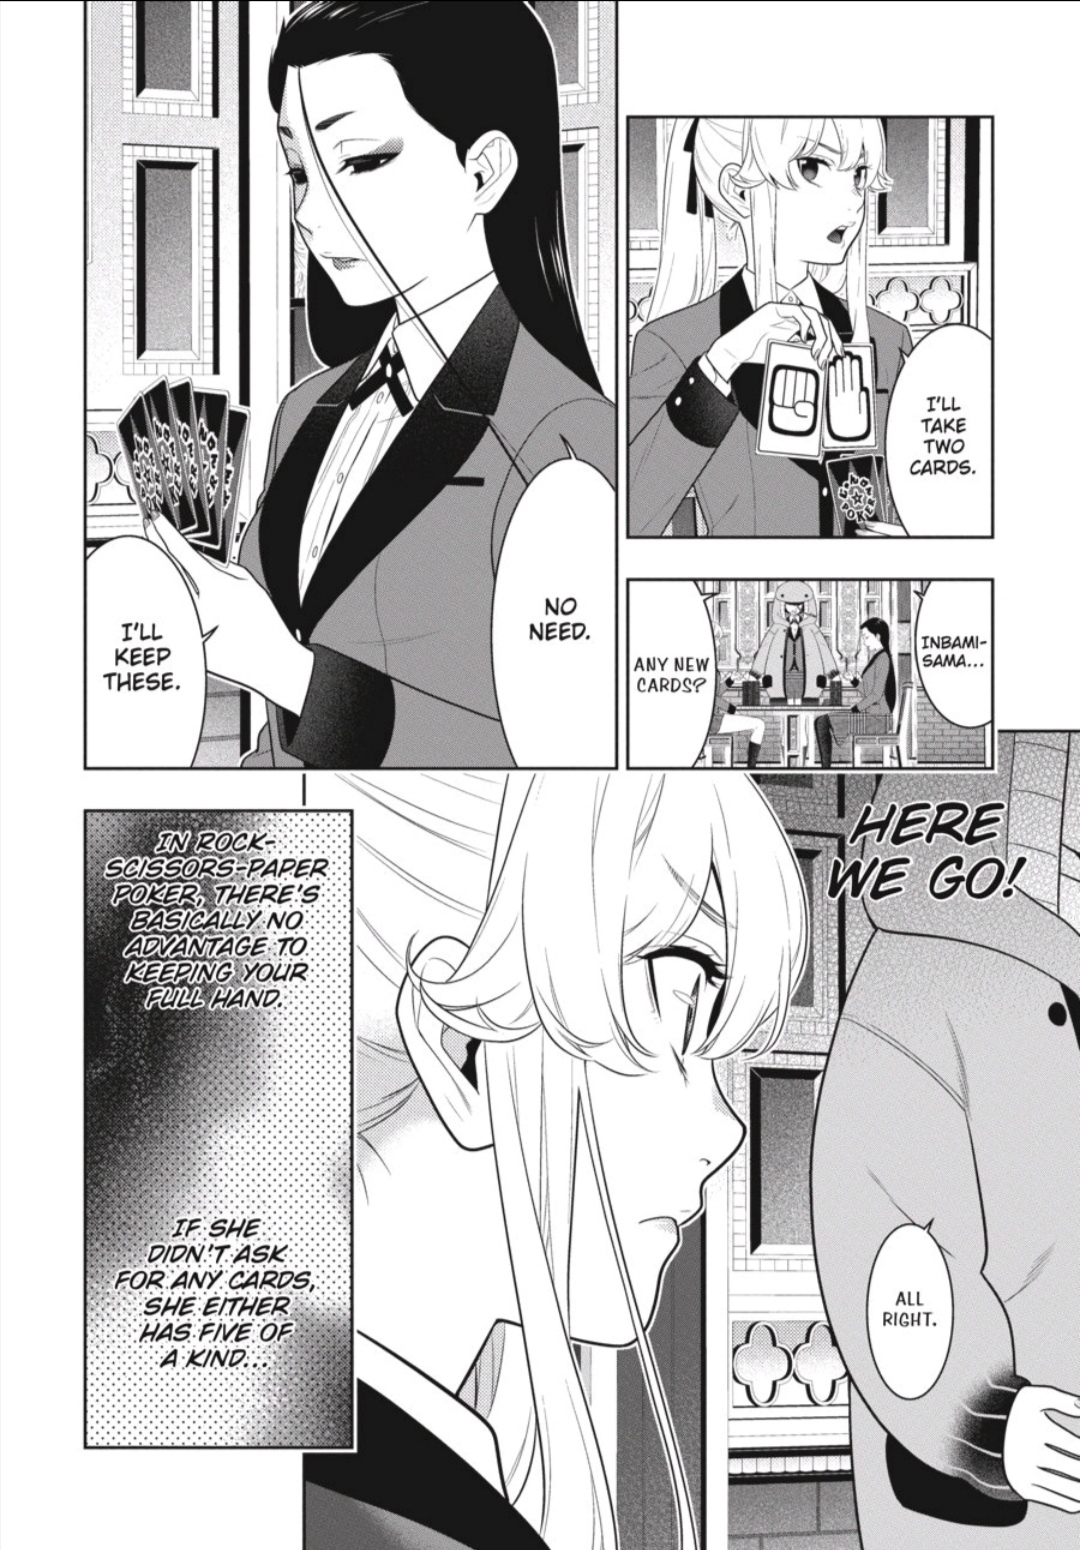 I'LL
TAKE
TWO
CARDS.
INBAMI-
SAMA...
ANY NEW
CARDS?
NO
NEED.
I'LL
KEEP
THESE.
HERE
WE GO!
IN ROCK-
SCISSORS-PAPER
POKER, THERE'S
BASICALLY NO
ADVANTAGE TO
KEEPING YOUR
FULL HAND.
IF SHE
DIDN'T ASK
FOR ANY CARDS,
SHE EITHER
HAS FIVE OF
A KIND...
ALL
RIGHT.